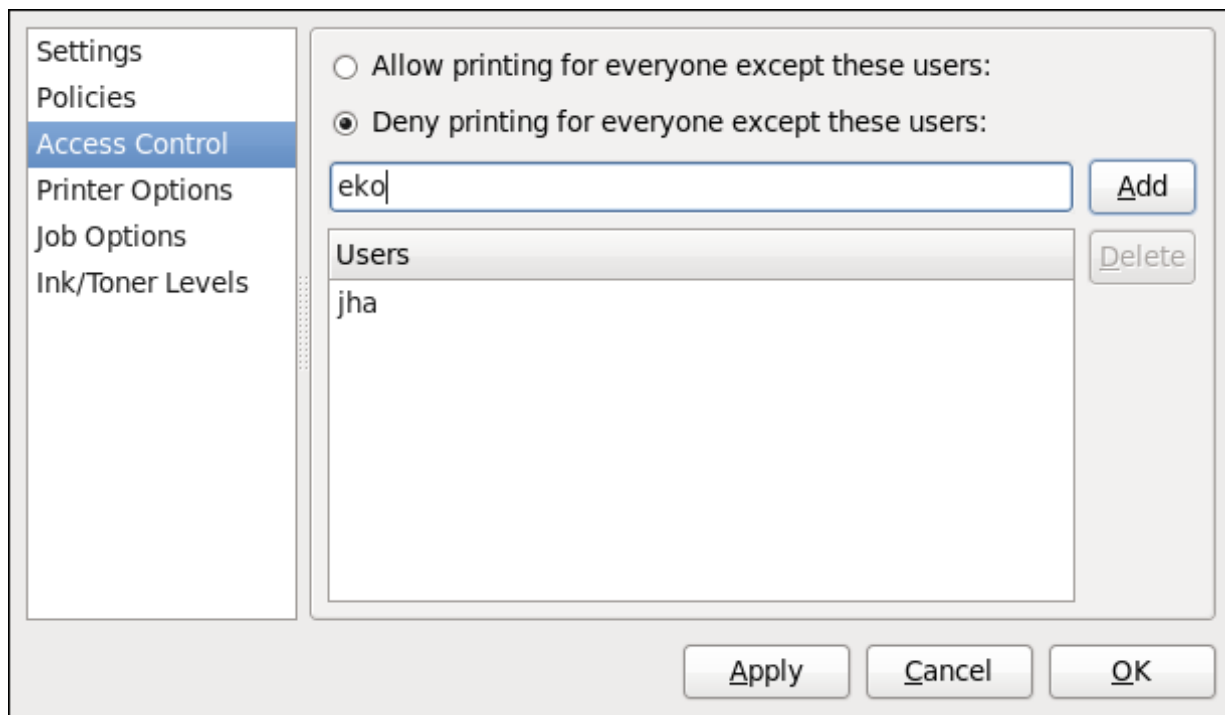 Settings
Policies
Access Control
Printer Options
Job Options
Ink/Toner Levels
Allow printing for everyone except these users:
Deny printing for everyone except these users:
eko
Add
Users
Delete
jha
Apply
Cancel
OK